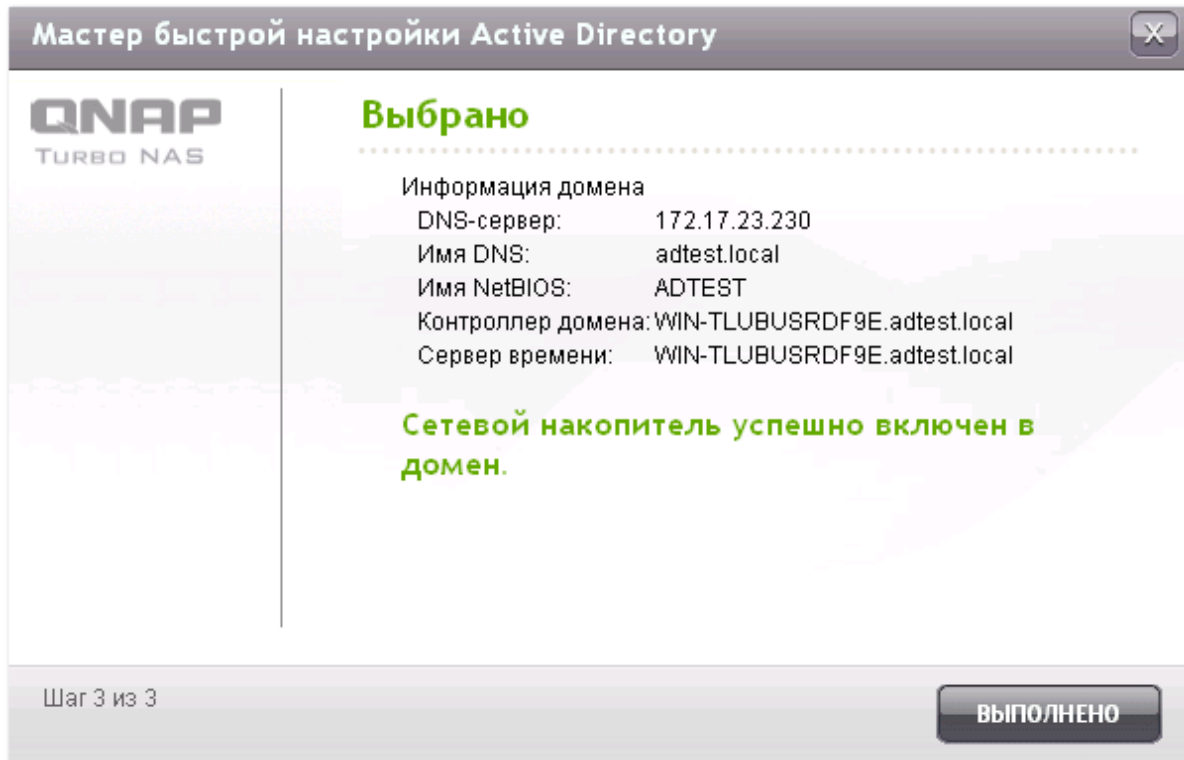 Мастер быстрой настройки Active Directory
X
QNAP
TURBO NAS
Выбрано
Информация домена
DNS-сервер: 172.17.23.230
Имя DNS: adtest.local
Имя NetBIOS: ADTEST
Контроллер домена: WIN-TLUBUSRDF9E.adtest.local
Сервер времени: WIN-TLUBUSRDF9E.adtest.local
Сетевой накопитель успешно включен в
домен.
Шаг 3 из 3
ВЫПОЛНЕНО